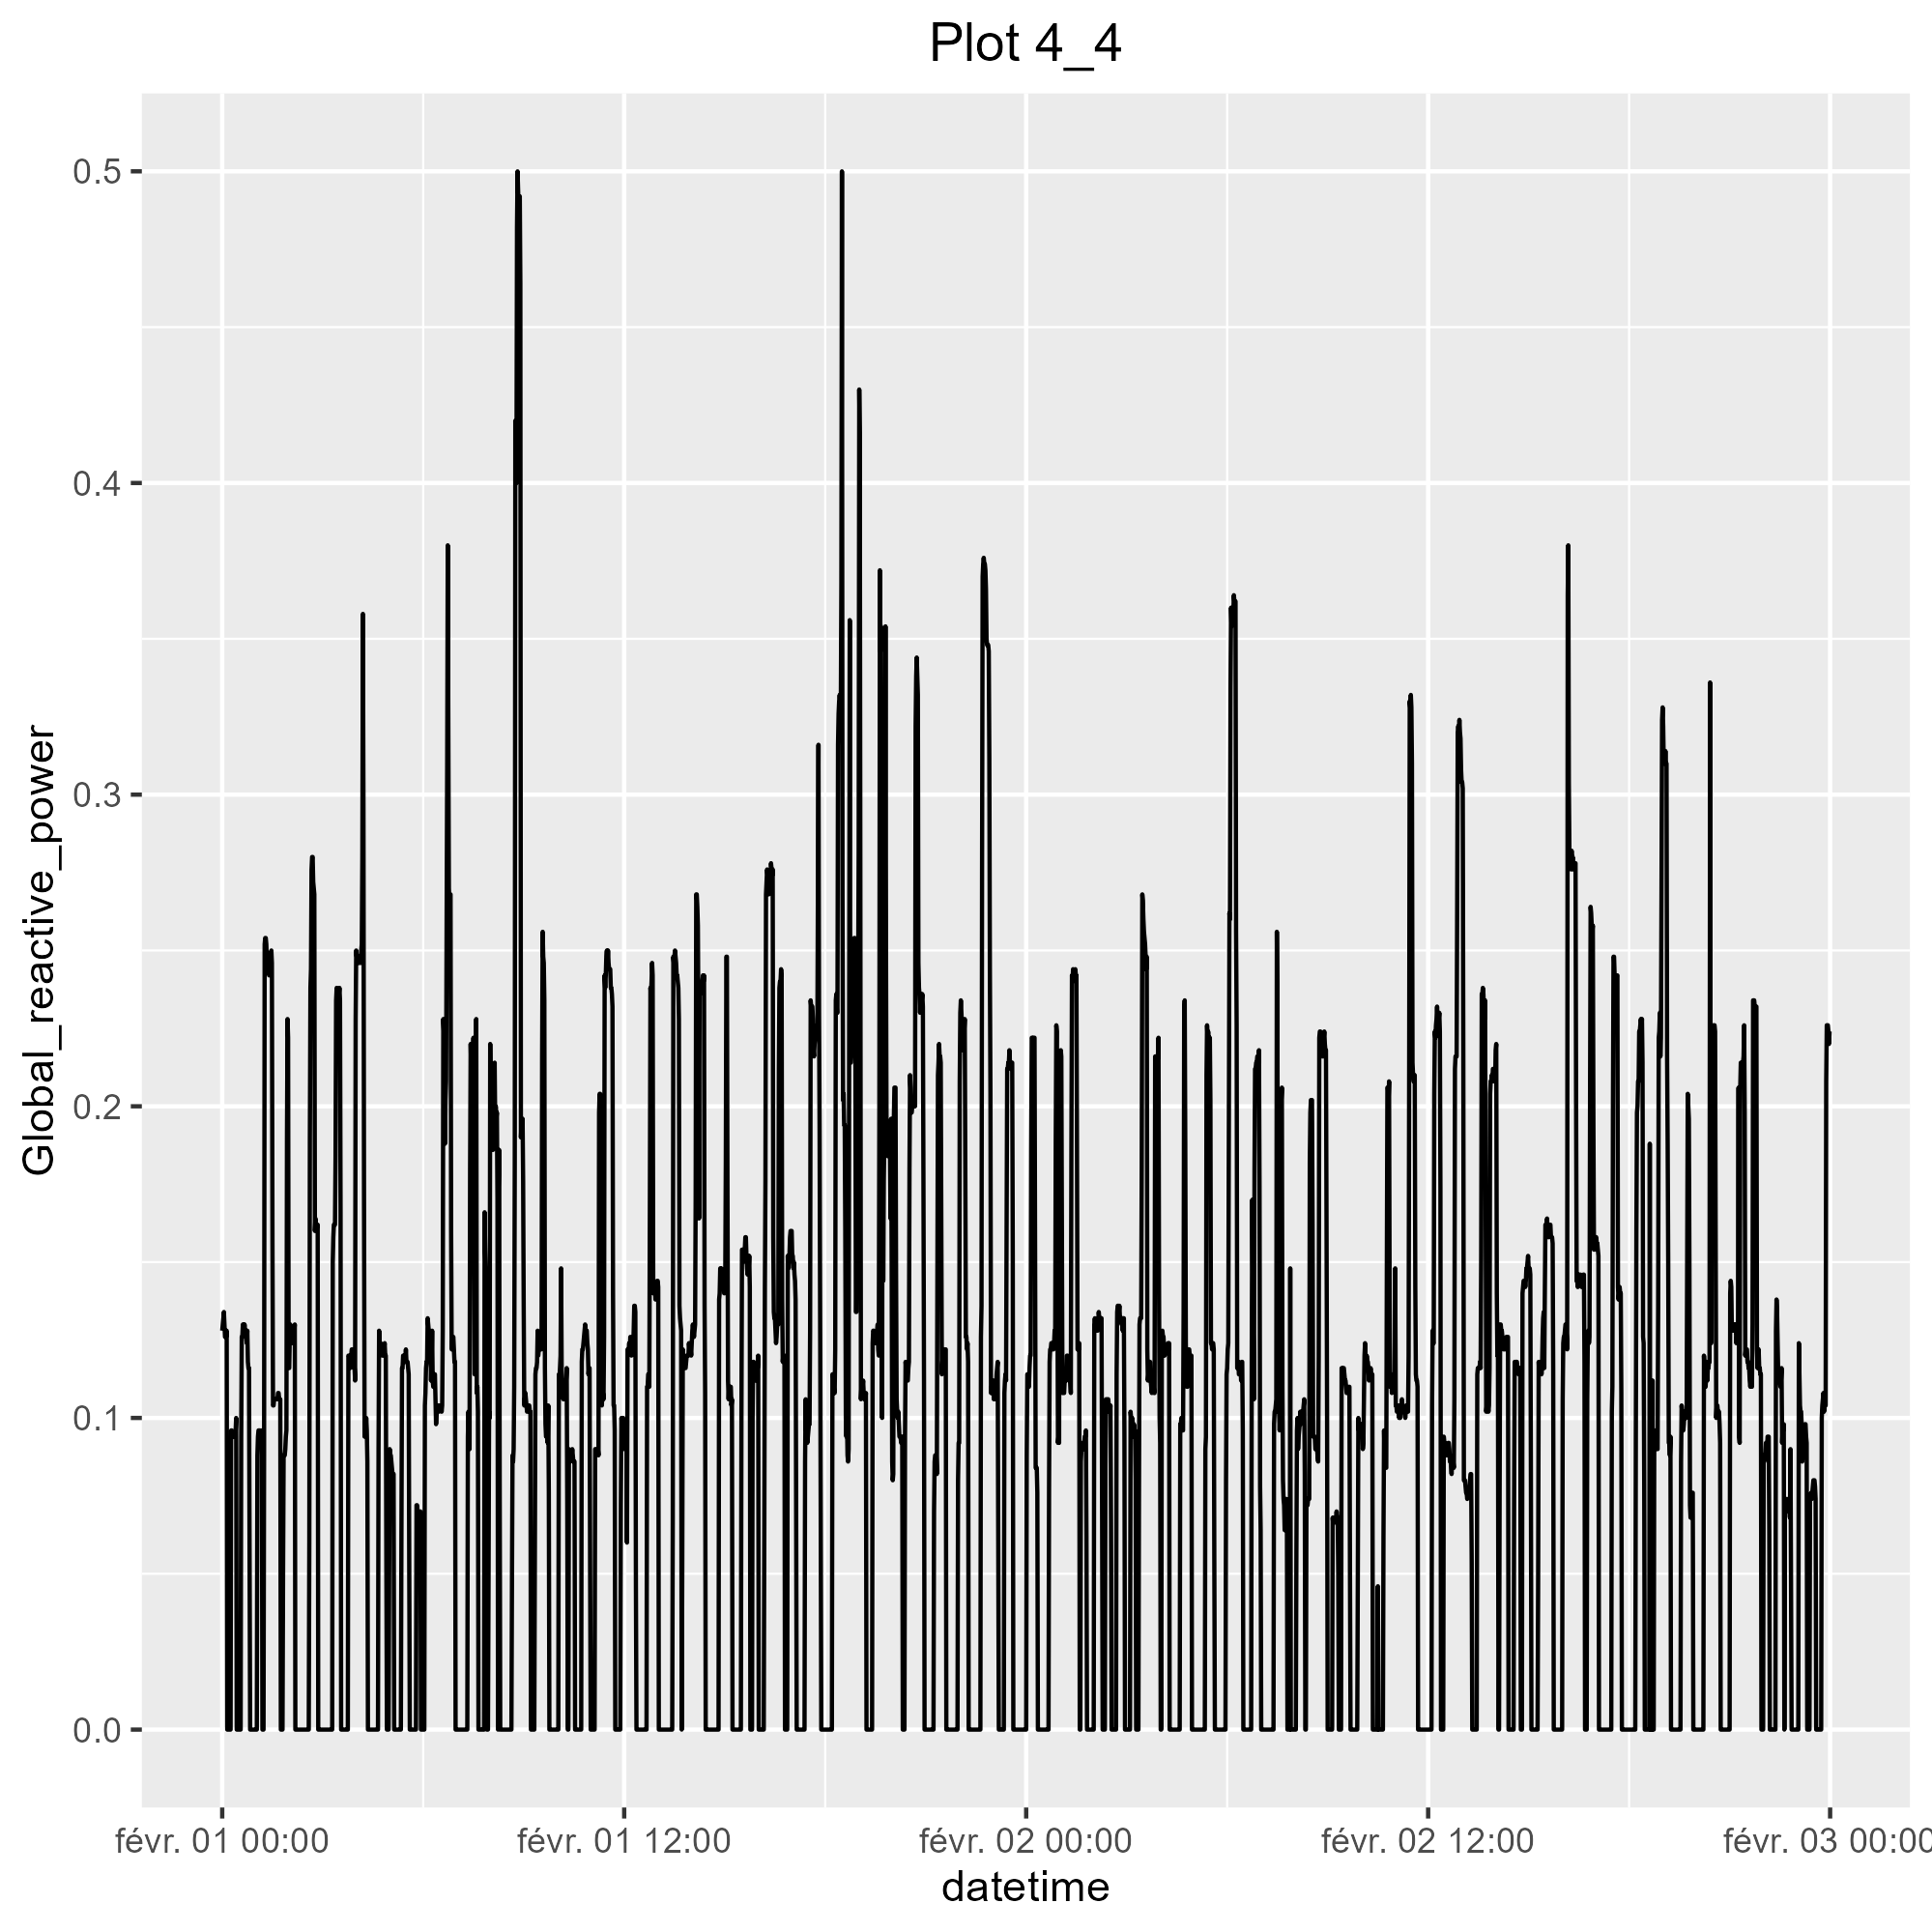 Plot 4_4
0.5
0.4
0.3
0.2
0.1
0.0
Global_reactive_power
févr. 01 00:00
févr. 01 12:00
févr. 02 00:00
févr. 02 12:00
févr. 03 00:00
datetime